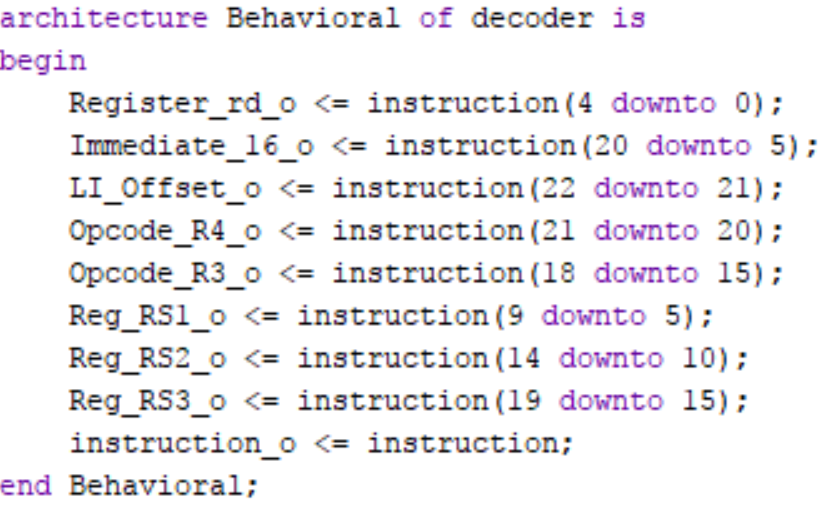 architecture Behavioral of decoder is
begin
    Register_rd_o <= instruction(4 downto 0);
    Immediate_16_o <= instruction(20 downto 5);
    LI_Offset_o <= instruction(22 downto 21);
    Opcode_R4_o <= instruction(21 downto 20);
    Opcode_R3_o <= instruction(18 downto 15);
    Reg_RS1_o <= instruction(9 downto 5);
    Reg_RS2_o <= instruction(14 downto 10);
    Reg_RS3_o <= instruction(19 downto 15);
    instruction_o <= instruction;
end Behavioral;